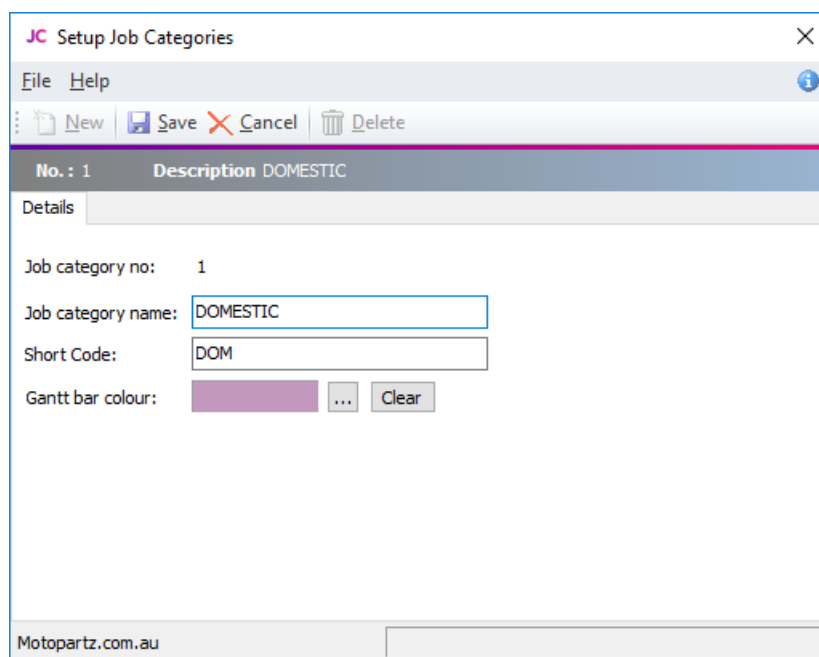 JC Setup Job Categories
File Help
New Save Cancel Delete
No. : 1 Description DOMESTIC
Details
Job category no: 1
Job category name: DOMESTIC
Short Code: DOM
Gantt bar colour: ... Clear
Motopartz.com.au